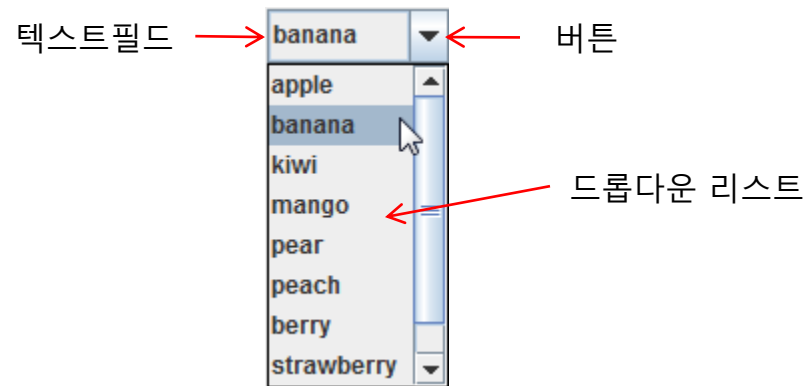 텍스트필드 banana 버튼
apple
banana
kiwi
mango
드롭다운 리스트
pear
peach
berry
strawberry